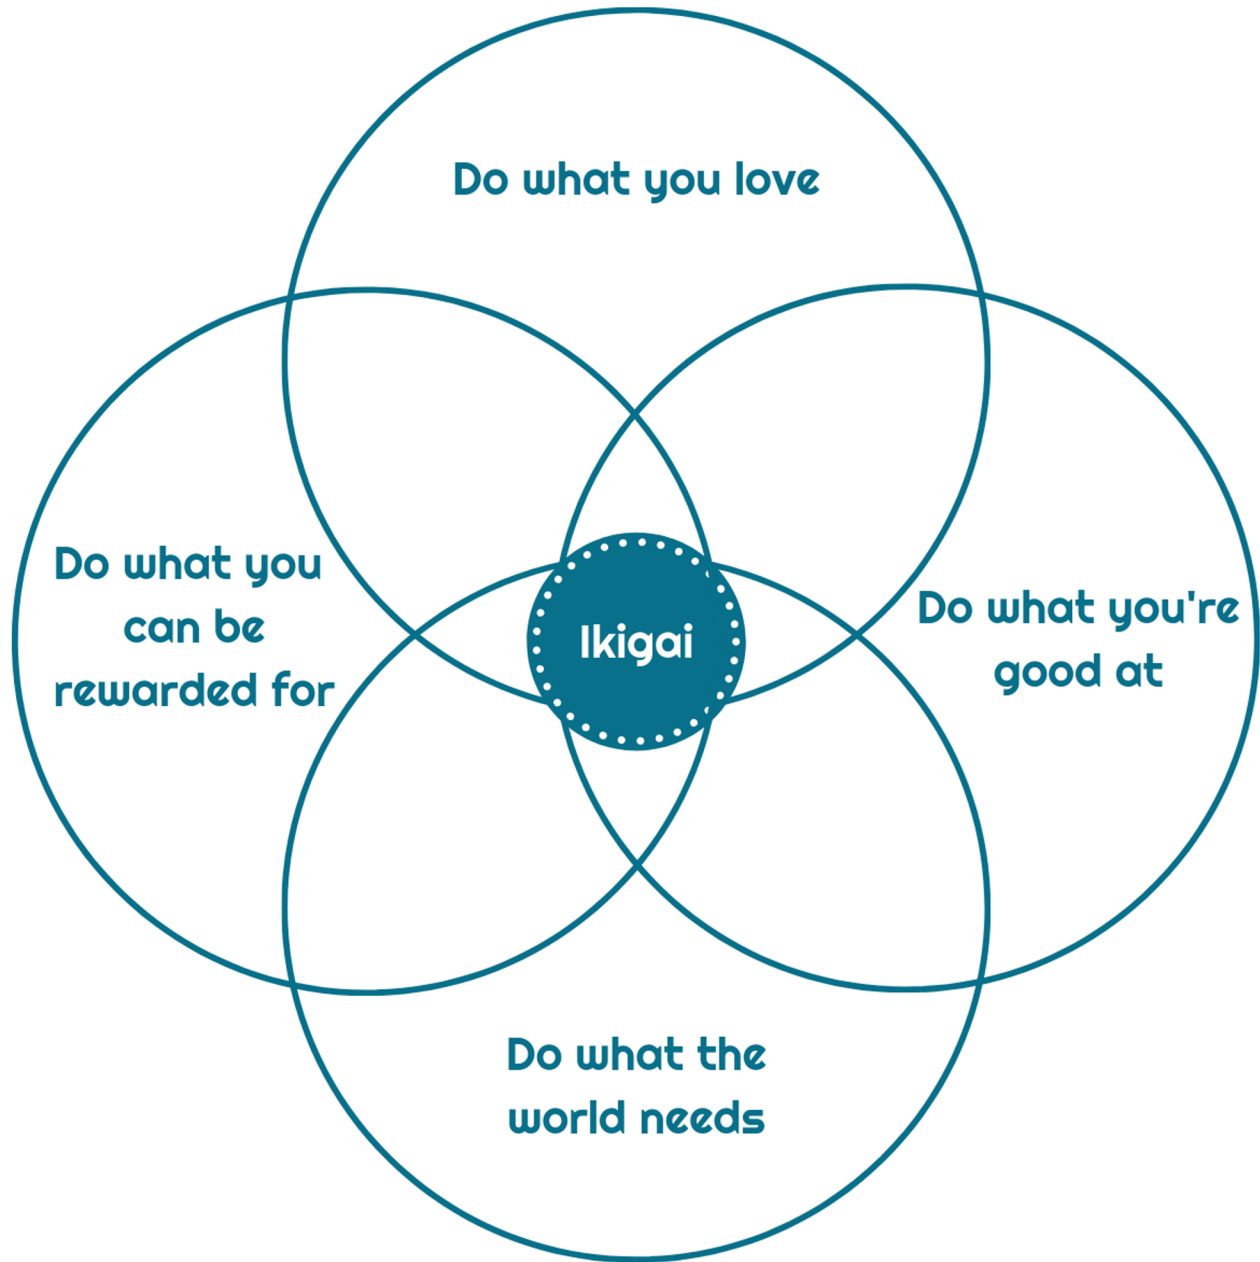 Do what you love
Do what you
can be
rewarded for
Ikigai
Do what you're
good at
Do what the
world needs